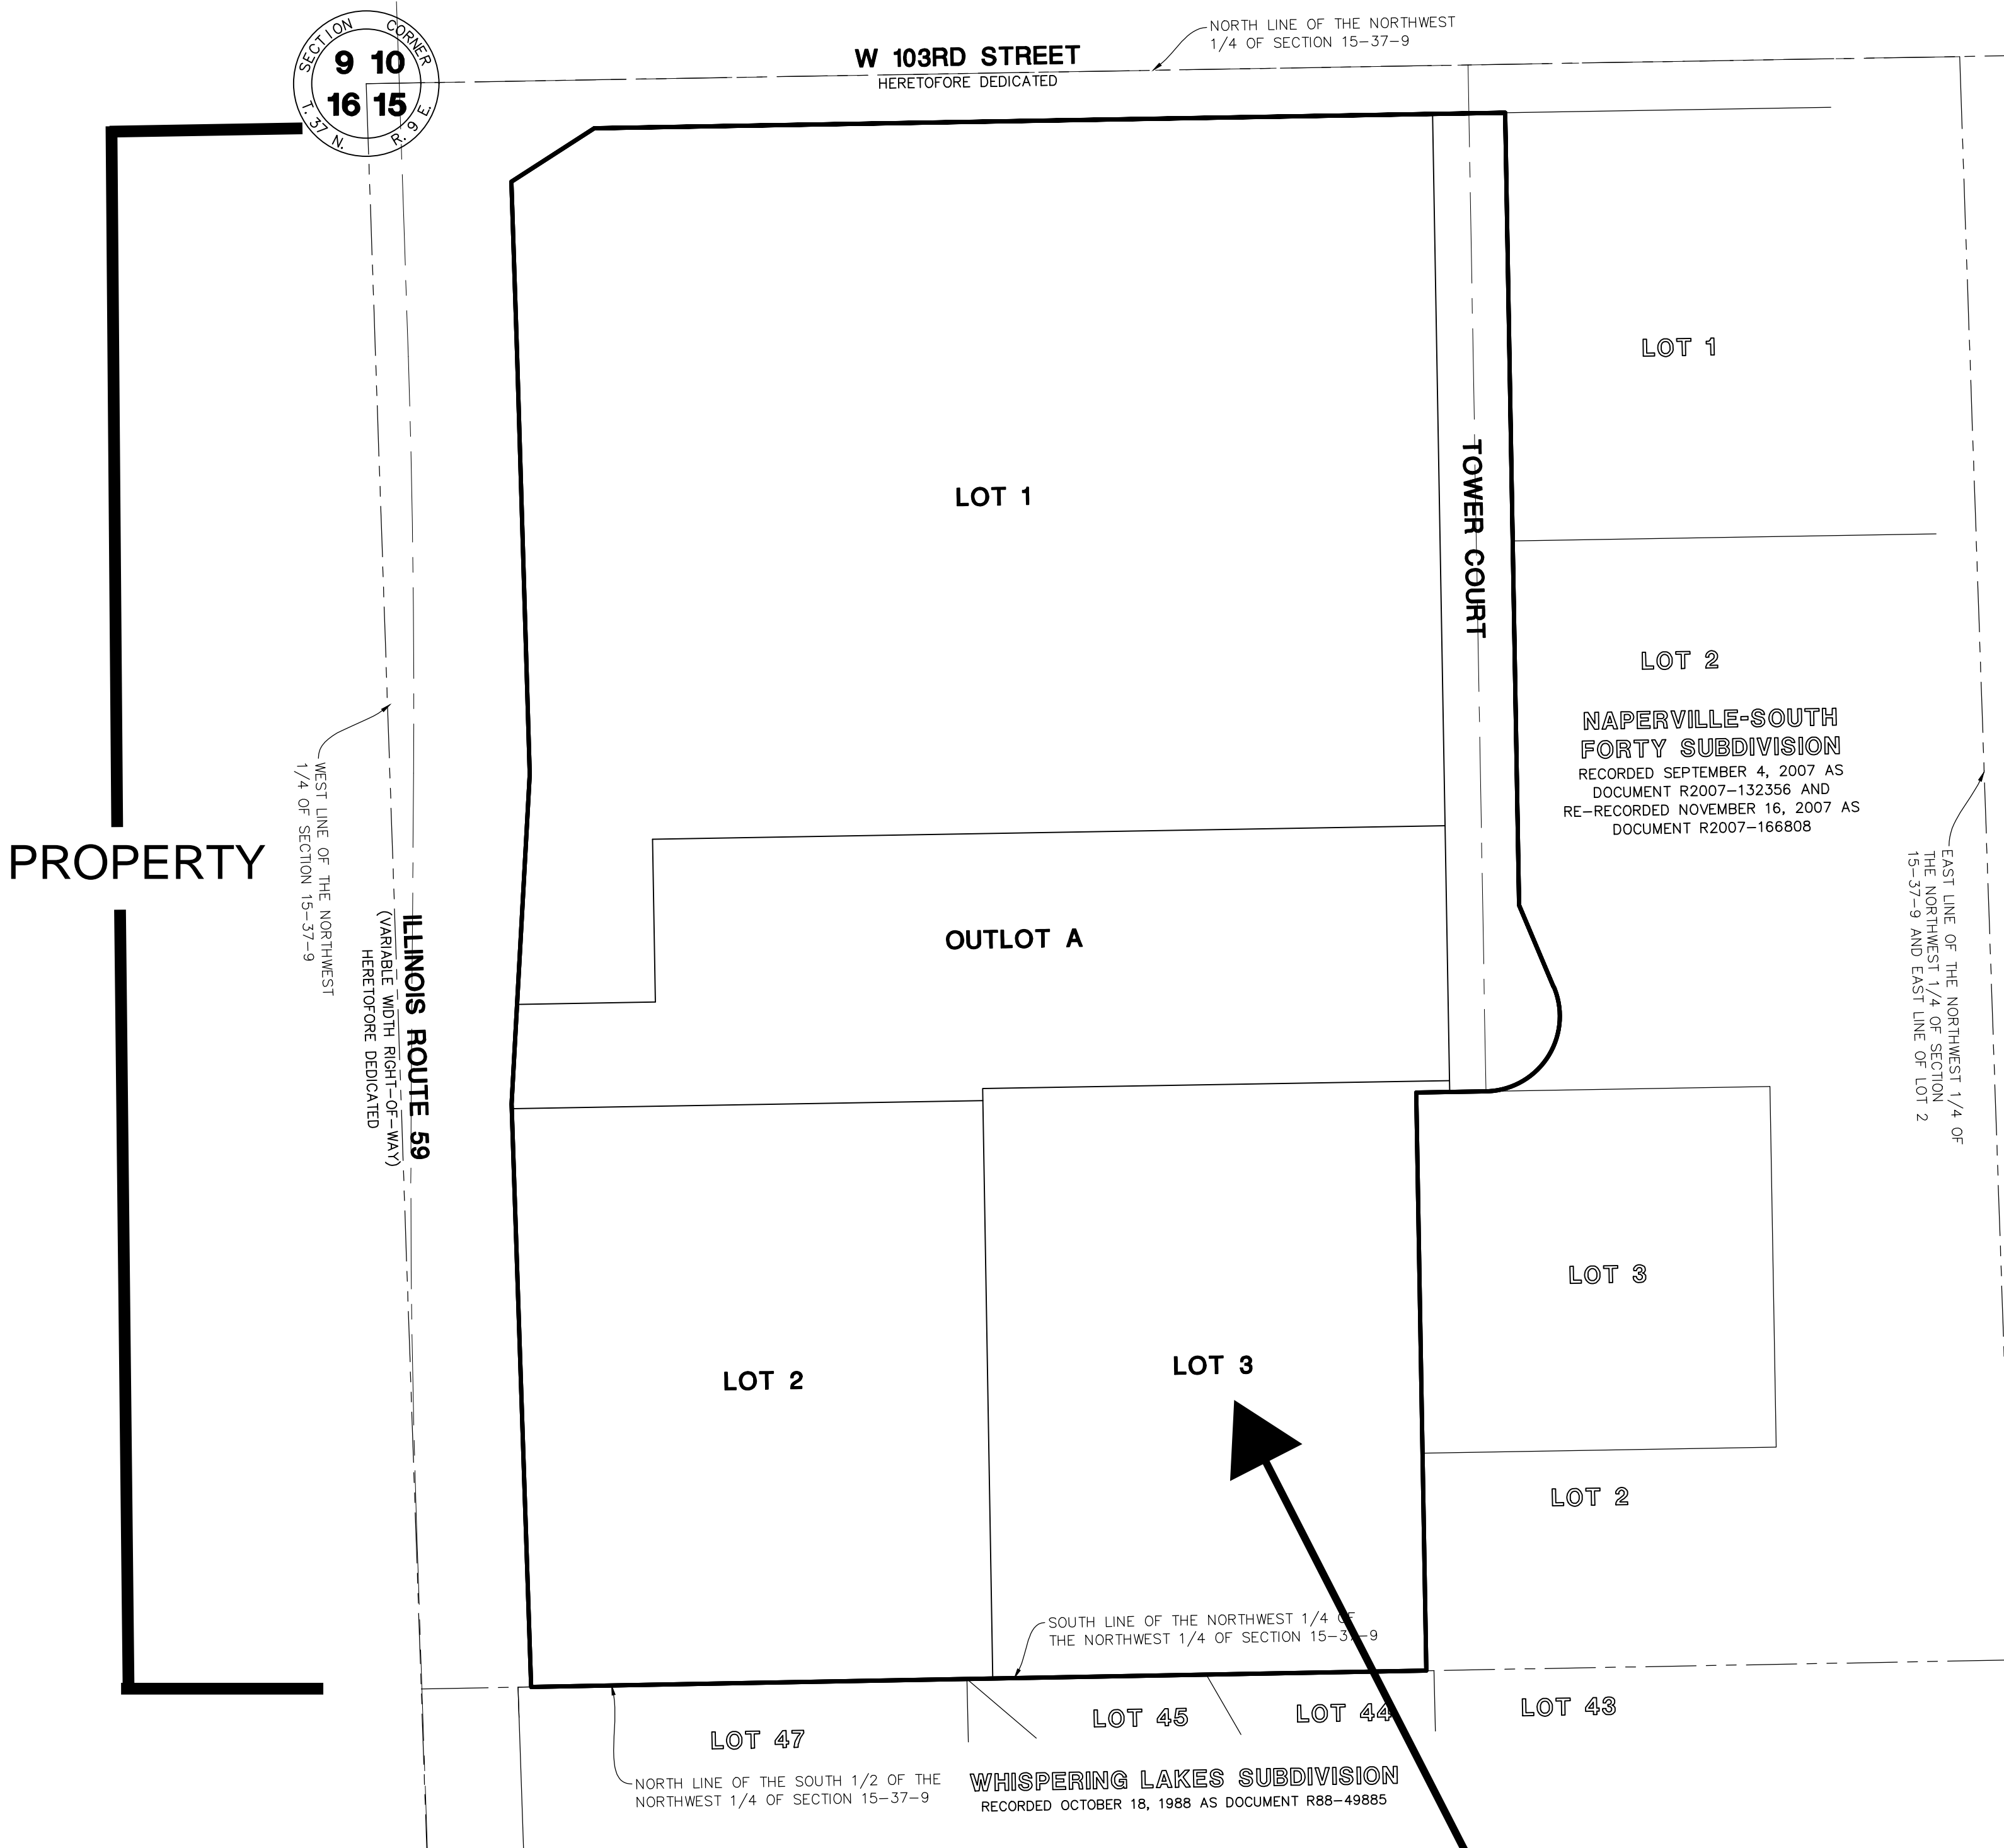 SECTION CORNER
9 10
16 15
T. 37 N. R. 9 E.
W 103RD STREET
HERETOFORE DEDICATED
NORTH LINE OF THE NORTHWEST
1/4 OF SECTION 15-37-9
LOT 1
LOT 1
TOWER COURT
LOT 2
NAPERVILLE-SOUTH
FORTY SUBDIVISION
RECORDED SEPTEMBER 4, 2007 AS
DOCUMENT R2007-132356 AND
RE-RECORDED NOVEMBER 16, 2007 AS
DOCUMENT R2007-166808
WEST LINE OF THE NORTHWEST
1/4 OF SECTION 15-37-9
PROPERTY
ILLINOIS ROUTE 59
(VARIABLE WIDTH RIGHT-OF-WAY)
HERETOFORE DEDICATED
OUTLOT A
EAST LINE OF THE NORTHWEST 1/4 OF
THE NORTHWEST 1/4 OF SECTION
15-37-9 AND EAST LINE OF LOT 2
LOT 3
LOT 2
LOT 3
LOT 2
SOUTH LINE OF THE NORTHWEST 1/4 OF
THE NORTHWEST 1/4 OF SECTION 15-37-9
LOT 47
LOT 45
LOT 44
LOT 43
NORTH LINE OF THE SOUTH 1/2 OF THE
NORTHWEST 1/4 OF SECTION 15-37-9
WHISPERING LAKES SUBDIVISION
RECORDED OCTOBER 18, 1988 AS DOCUMENT R88-49885